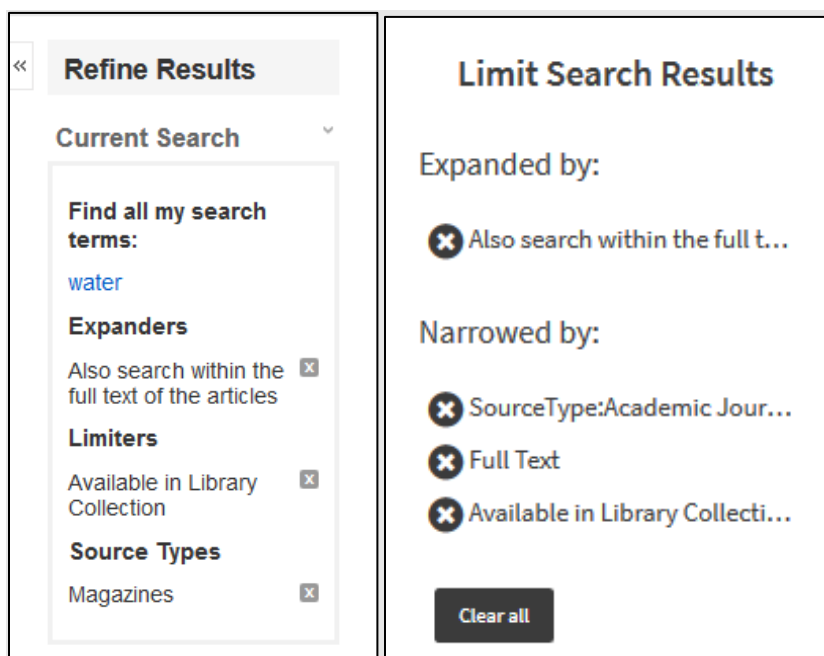 «
Refine Results
Current Search
Find all my search
terms:
water
Expanders
Also search within the
full text of the articles
Limiters
Available in Library
Collection
Source Types
Magazines
Limit Search Results
Expanded by:
Also search within the full t...
Narrowed by:
SourceType:Academic Jour...
Full Text
Available in Library Collecti...
Clear all